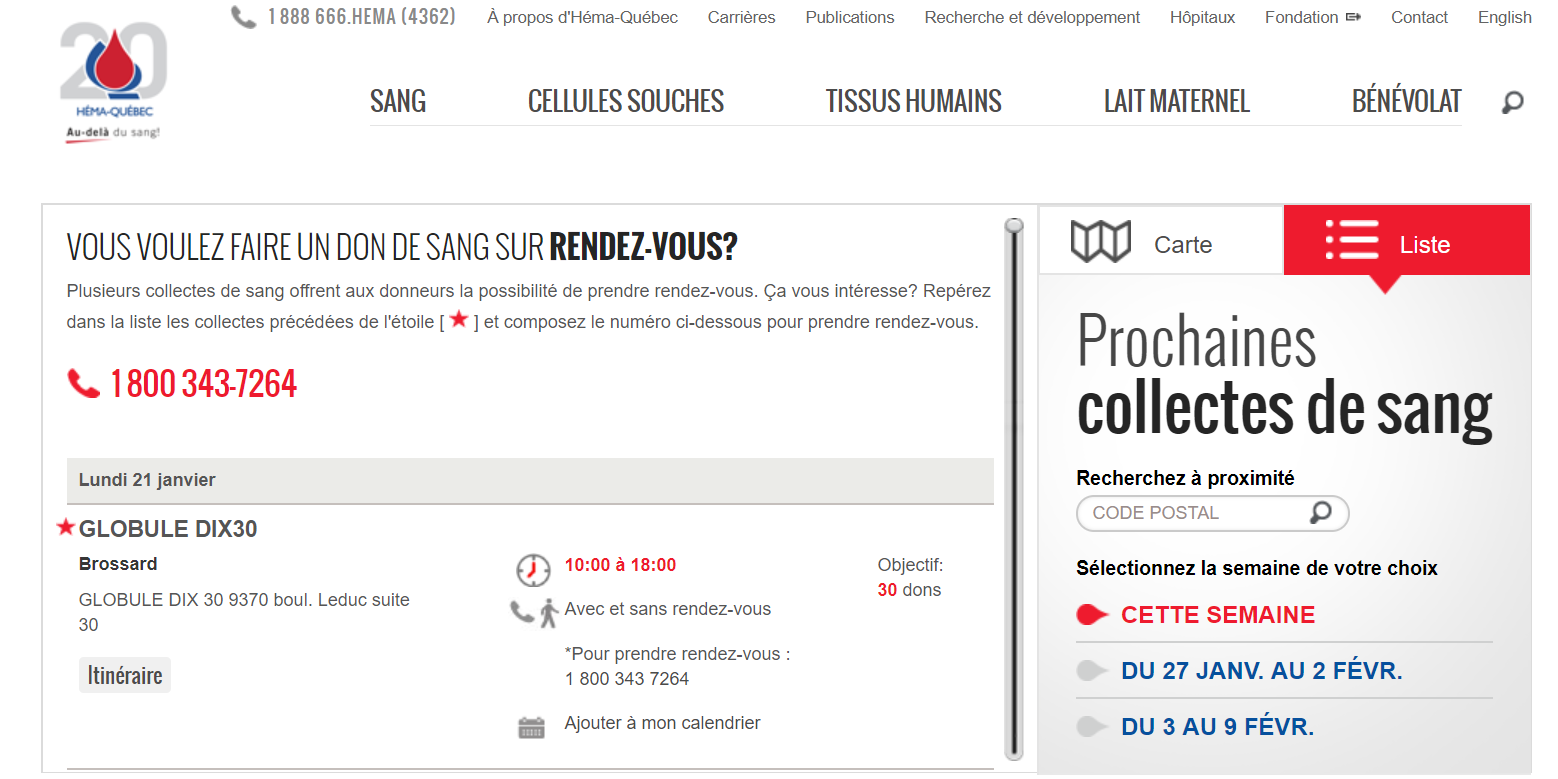 1 888 666.HEMA (4362)
À propos d'Héma-Québec
Carrières
Publications
Recherche et développement
Hôpitaux
Fondation
Contact
English
20
HÉMA-QUÉBEC
Au-delà du sang!
SANG
CELLULES SOUCHES
TISSUS HUMAINS
LAIT MATERNEL
BÉNÉVOLAT
VOUS VOULEZ FAIRE UN DON DE SANG SUR RENDEZ-VOUS?
Plusieurs collectes de sang offrent aux donneurs la possibilité de prendre rendez-vous. Ça vous intéresse? Repérez
dans la liste les collectes précédées de l'étoile [ ★ ] et composez le numéro ci-dessous pour prendre rendez-vous.
1 800 343-7264
Lundi 21 janvier
★ GLOBULE DIX30
Brossard
GLOBULE DIX 30 9370 boul. Leduc suite
30
Itinéraire
10:00 à 18:00
Avec et sans rendez-vous
*Pour prendre rendez-vous :
1 800 343 7264
Ajouter à mon calendrier
Objectif:
30 dons
Carte
Liste
Prochaines
collectes de sang
Recherchez à proximité
CODE POSTAL
Sélectionnez la semaine de votre choix
CETTE SEMAINE
DU 27 JANV. AU 2 FÉVR.
DU 3 AU 9 FÉVR.